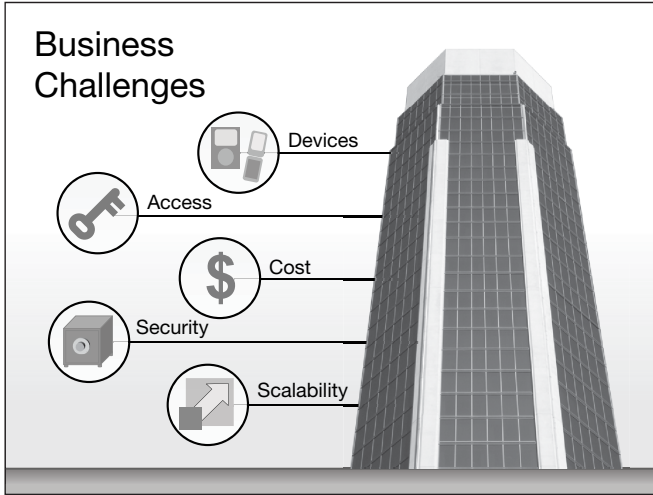 Business
Challenges
Devices
Access
$
Cost
Security
Scalability